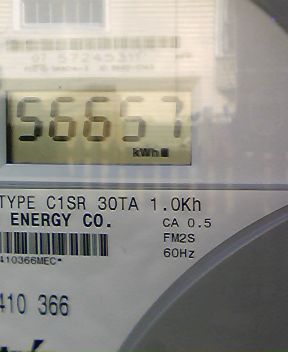 56657
kWh
TYPE C1SR 30TA 1.0Kh
ENERGY CO.
CA 0.5
FM2S
60Hz
410366MEC*
410 366